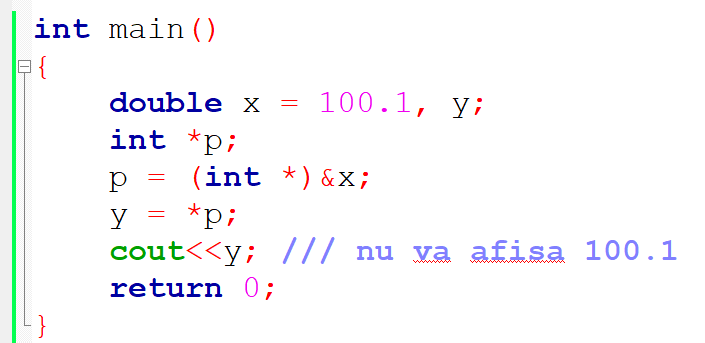 int main()
{
double x = 100.1, y;
int *p;
p = (int *)&x;
y = *p;
cout<<y; /// nu va afisa 100.1
return 0;
}